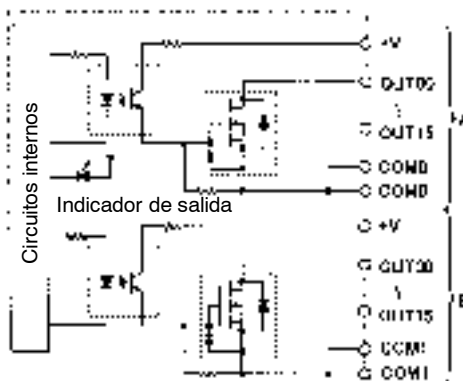 Circuitos internos
Indicador de salida
+V
OUT00
OUT15
COM0
COM0
+V
OUT00
OUT15
COM1
COM1
A
B